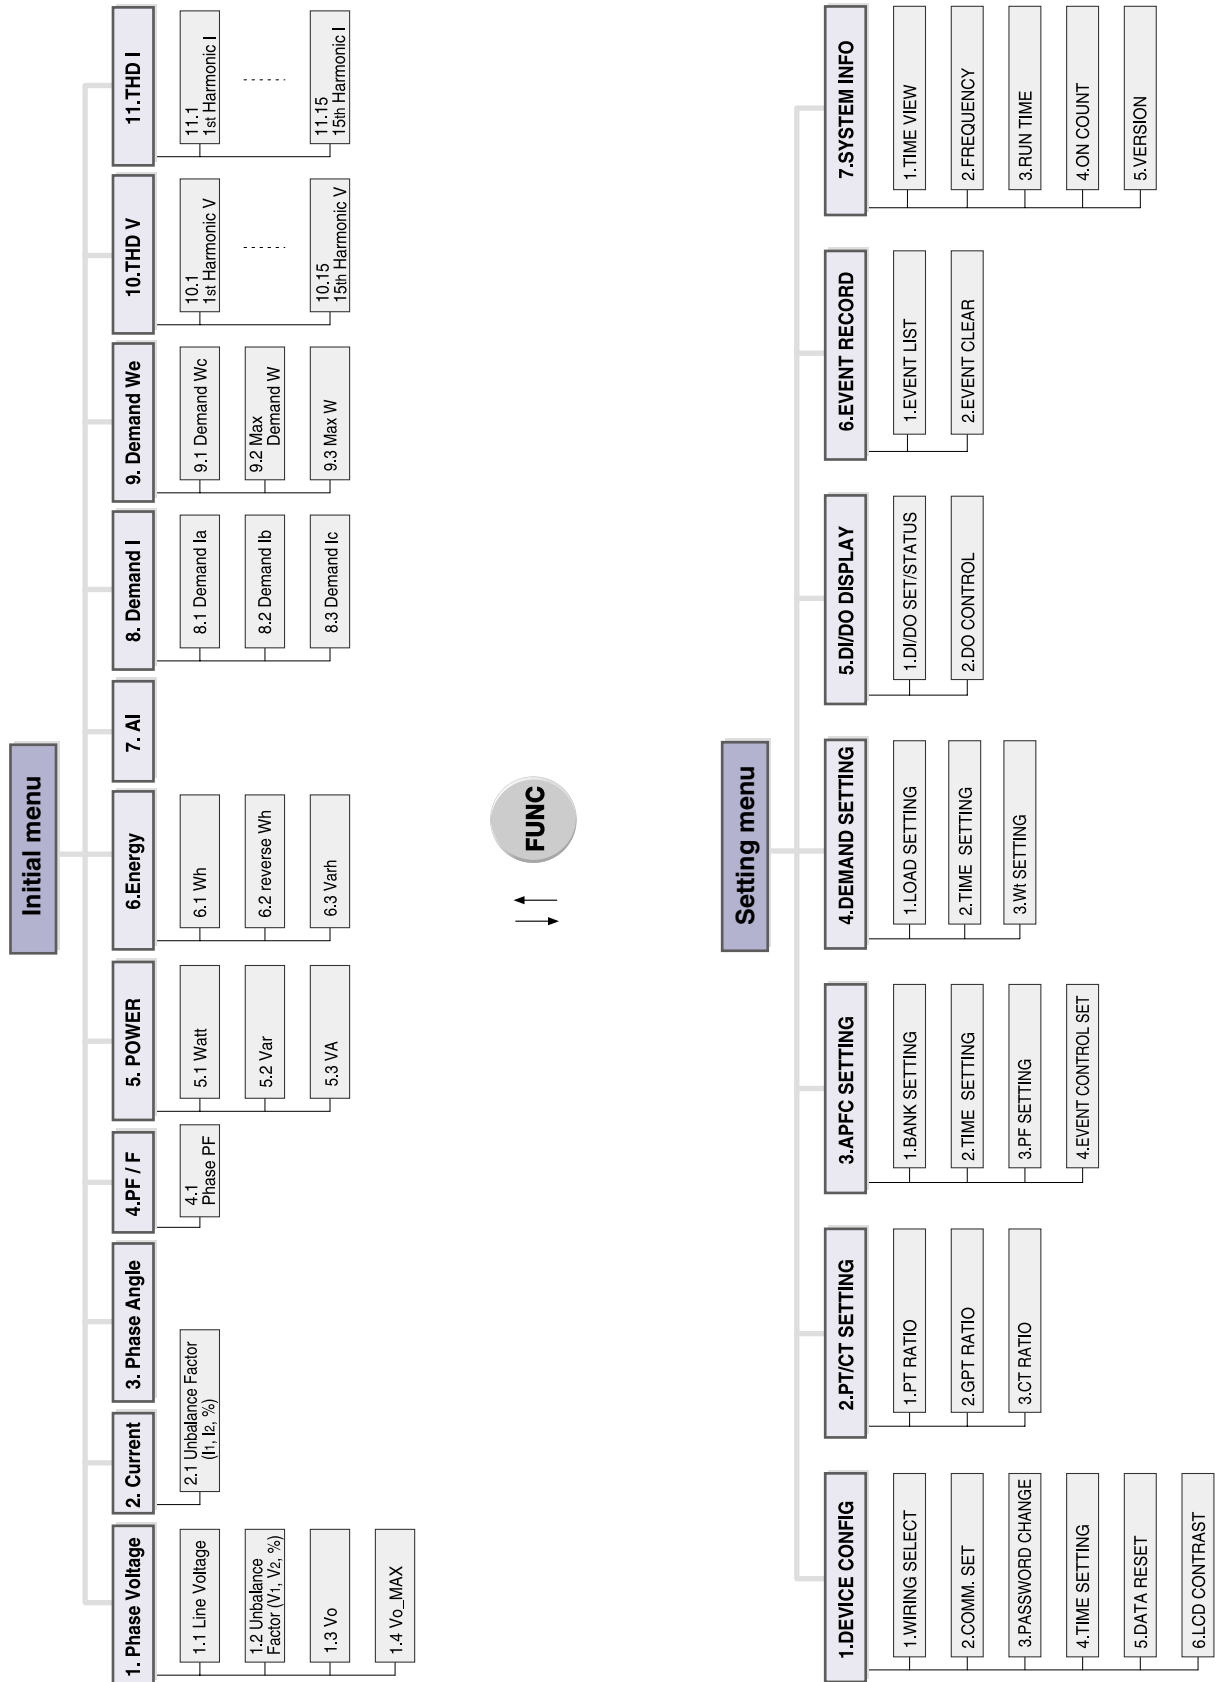 Initial menu
1. Phase Voltage
1.1 Line Voltage
1.2 Unbalance
Factor (V1, V2, %)
1.3 Vo
1.4 Vo_MAX
2. Current
2.1 Unbalance Factor
(I1, I2, %)
3. Phase Angle
4.PF / F
4.1
Phase PF
5. POWER
5.1 Watt
5.2 Var
5.3 VA
6.Energy
6.1 Wh
6.2 reverse Wh
6.3 Varh
7. AI
8. Demand I
8.1 Demand Ia
8.2 Demand Ib
8.3 Demand Ic
9. Demand We
9.1 Demand Wc
9.2 Max
Demand W
9.3 Max W
10.THD V
10.1
1st Harmonic V
10.15
15th Harmonic V
11.THD I
11.1
1st Harmonic I
11.15
15th Harmonic I
FUNC
Setting menu
1.DEVICE CONFIG
1.WIRING SELECT
2.COMM. SET
3.PASSWORD CHANGE
4.TIME SETTING
5.DATA RESET
6.LCD CONTRAST
2.PT/CT SETTING
1.PT RATIO
2.GPT RATIO
3.CT RATIO
3.APFC SETTING
1.BANK SETTING
2.TIME SETTING
3.PF SETTING
4.EVENT CONTROL SET
4.DEMAND SETTING
1.LOAD SETTING
2.TIME SETTING
3.Wt SETTING
5.DI/DO DISPLAY
1.DI/DO SET/STATUS
2.DO CONTROL
6.EVENT RECORD
1.EVENT LIST
2.EVENT CLEAR
7.SYSTEM INFO
1.TIME VIEW
2.FREQUENCY
3.RUN TIME
4.ON COUNT
5.VERSION